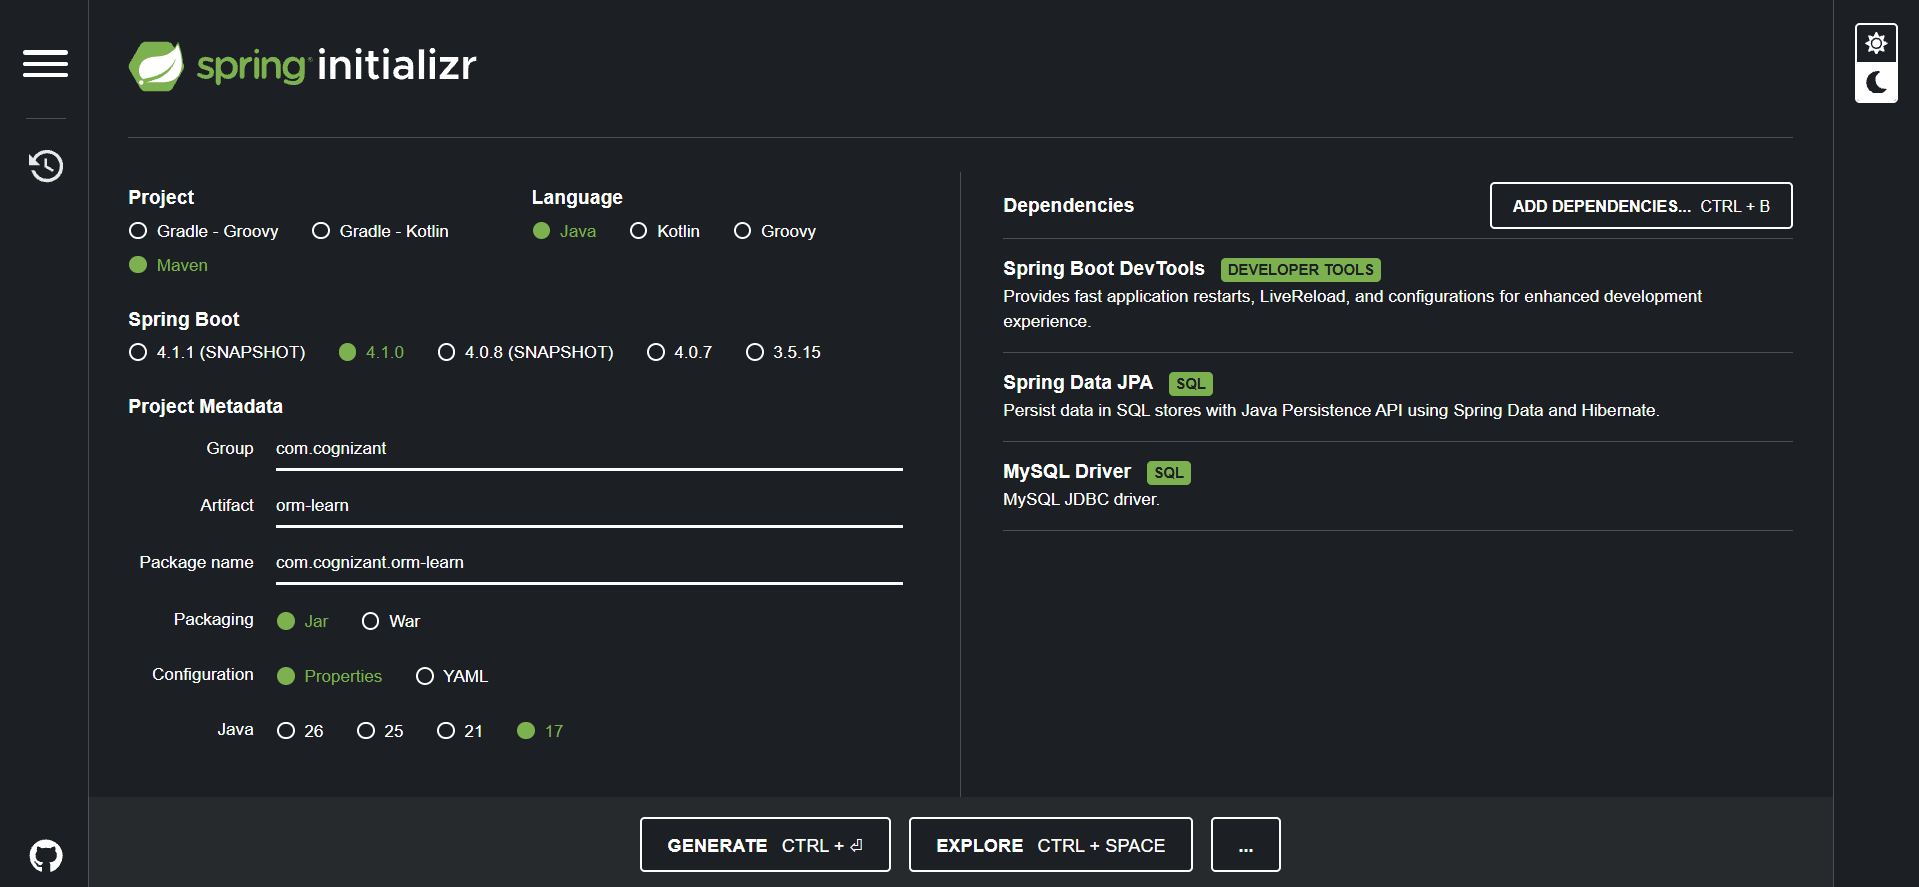 spring initializr
Project
Gradle - Groovy Gradle - Kotlin
Maven
Language
Java Kotlin Groovy
Spring Boot
4.1.1 (SNAPSHOT) 4.1.0 4.0.8 (SNAPSHOT) 4.0.7 3.5.15
Project Metadata
Group com.cognizant
Artifact orm-learn
Package name com.cognizant.orm-learn
Packaging Jar War
Configuration Properties YAML
Java 26 25 21 17
Dependencies
ADD DEPENDENCIES... CTRL + B
Spring Boot DevTools DEVELOPER TOOLS
Provides fast application restarts, LiveReload, and configurations for enhanced development
experience.
Spring Data JPA SQL
Persist data in SQL stores with Java Persistence API using Spring Data and Hibernate.
MySQL Driver SQL
MySQL JDBC driver.
GENERATE CTRL + ⏎
EXPLORE CTRL + SPACE
...